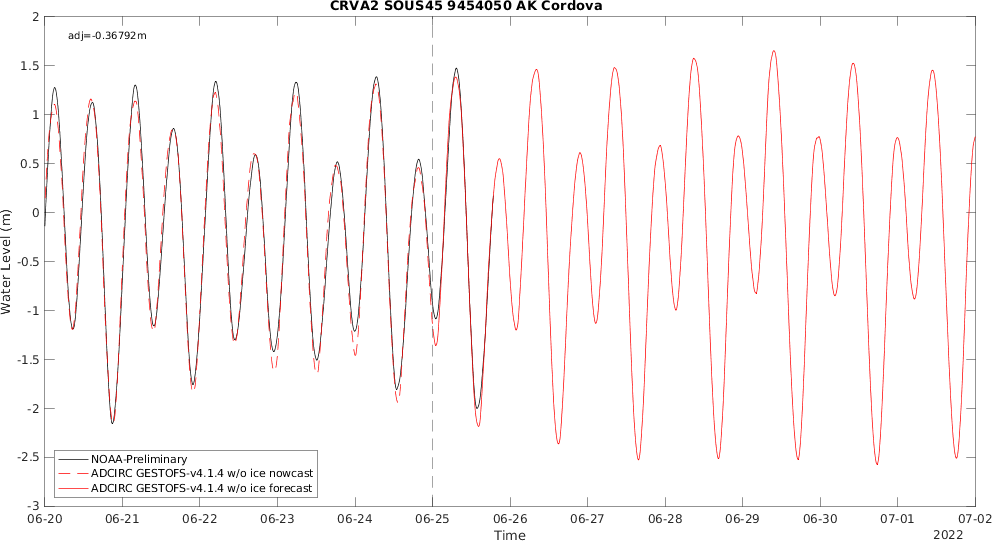 CRVA2 SOUS45 9454050 AK Cordova
adj=-0.36792m
Water Level (m)
2
1.5
1
0.5
0
-0.5
-1
-1.5
-2
-2.5
-3
NOAA-Preliminary
ADCIRC GESTOFS-v4.1.4 w/o ice nowcast
ADCIRC GESTOFS-v4.1.4 w/o ice forecast
06-20 06-21 06-22 06-23 06-24 06-25 06-26 06-27 06-28 06-29 06-30 07-01 07-02
Time
2022